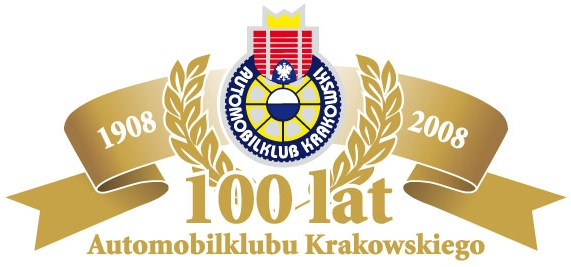 AUTOMOBILKLUB KRAKOWSKI
1908
2008
100 lat
Automobilklubu Krakowskiego